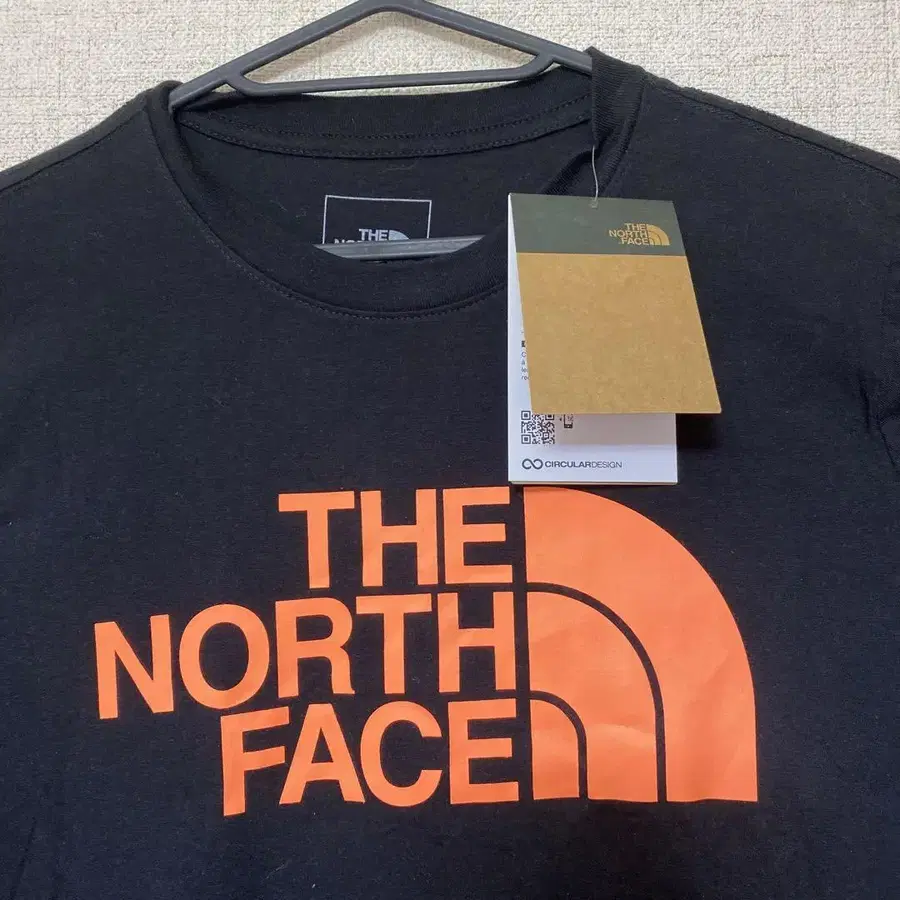 THE
NORTH
THE
NORTH
FACE
CIRCULARDESIGN
THE
NORTH
FACE